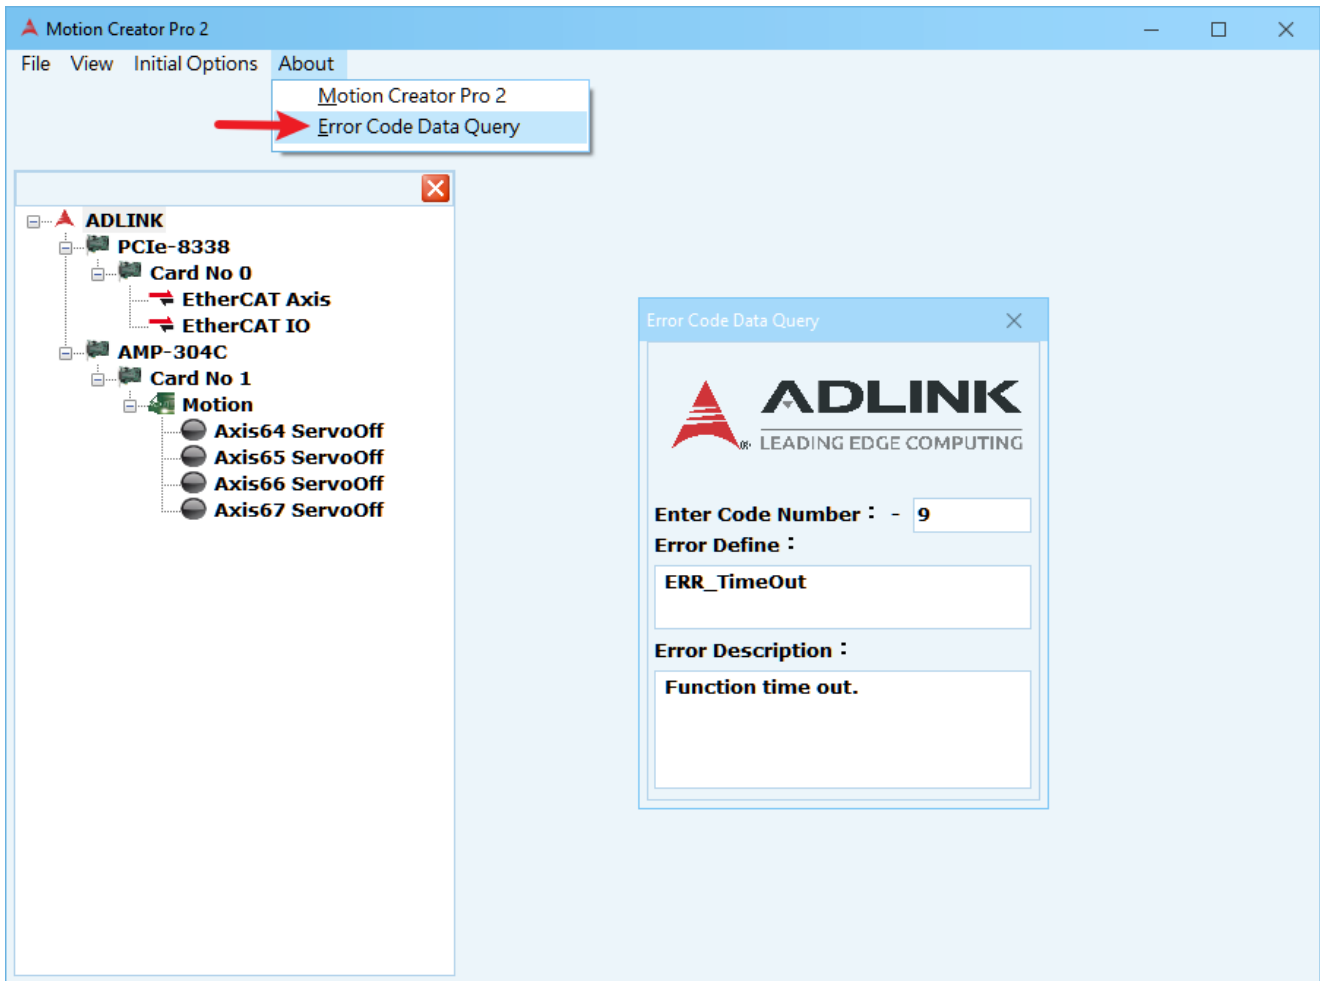 Motion Creator Pro 2
File View Initial Options About
Motion Creator Pro 2
Error Code Data Query
ADLINK
PCIe-8338
Card No 0
EtherCAT Axis
EtherCAT IO
AMP-304C
Card No 1
Motion
Axis64 ServoOff
Axis65 ServoOff
Axis66 ServoOff
Axis67 ServoOff
Error Code Data Query
ADLINK
® LEADING EDGE COMPUTING
Enter Code Number： - 9
Error Define：
ERR_TimeOut
Error Description：
Function time out.